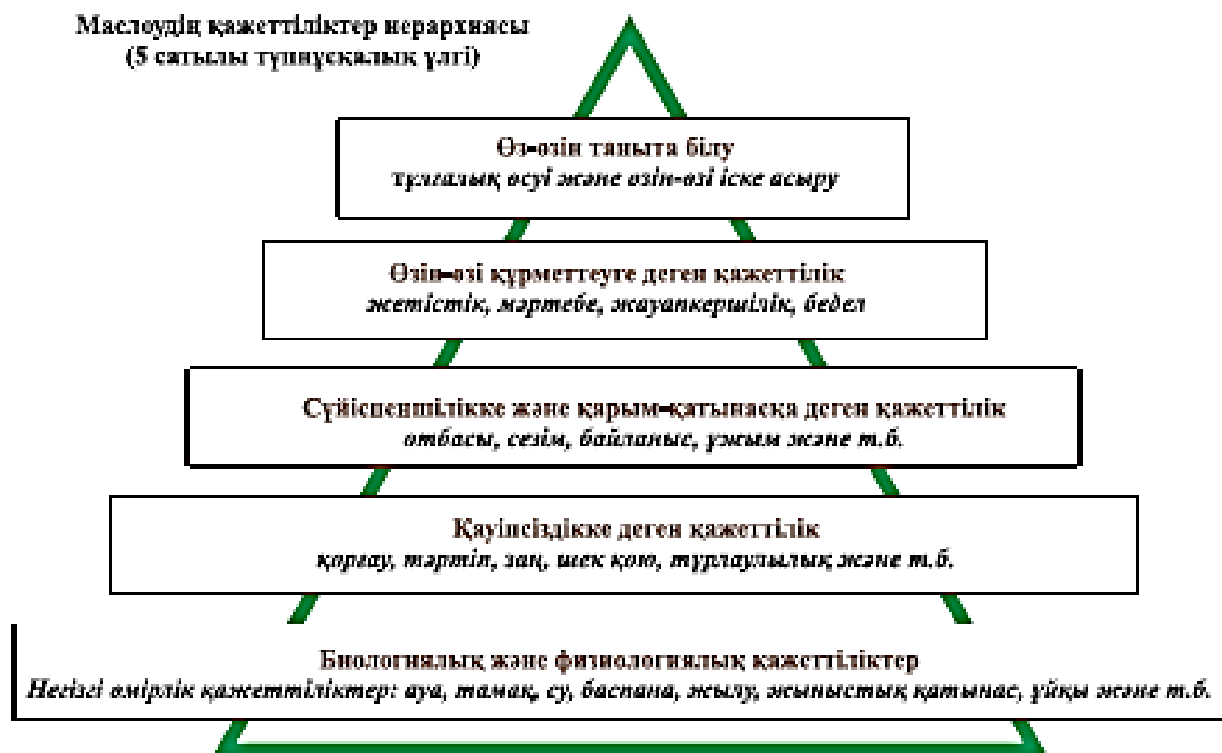 Маслоудің қажеттіліктер иерархиясы
(5 сатылы түпнұсқалық үлгі)
Өз-өзін таныта білу
тұлғалық өсуі және өзін-өзі іске асыру
Өзін-өзі құрметтеуге деген қажеттілік
жетістік, мәртебе, жауапкершілік, бедел
Сүйіспеншілікке және қарым-қатынасқа деген қажеттілік
отбасы, сезім, байланыс, ұжым және т.б.
Қауіпсіздікке деген қажеттілік
қорғау, тәртіп, заң, шек қою, тұрлаулылық және т.б.
Биологиялық және физиологиялық қажеттіліктер
Негізгі өмірлік қажеттіліктер: ауа, тамақ, су, баспана, жылу, жыныстық қатынас, ұйқы және т.б.